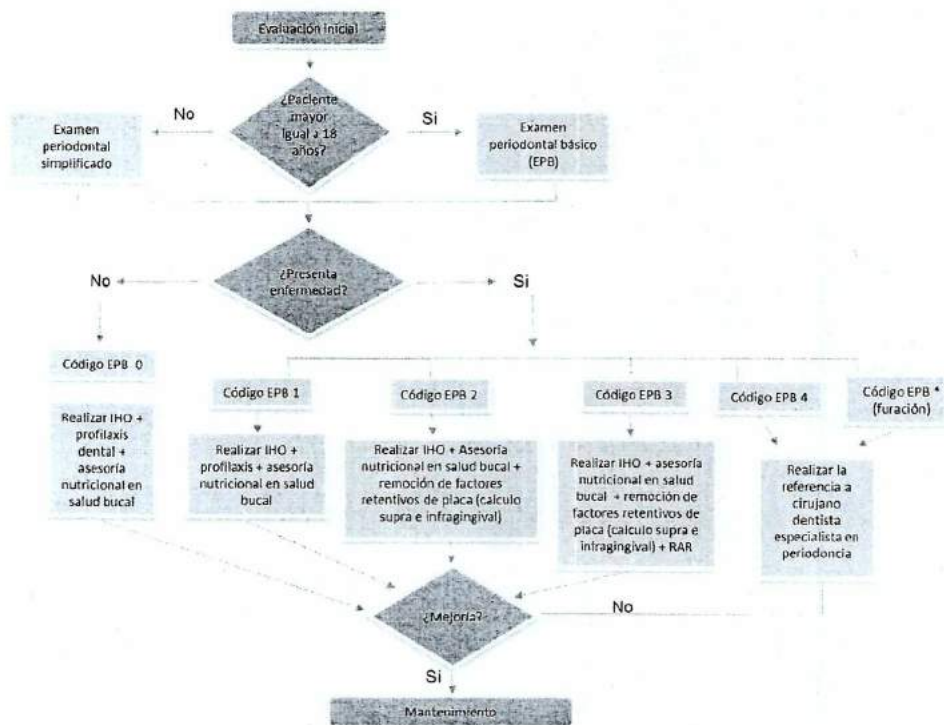 Evaluación inicial
¿Paciente
mayor
igual a 18
años?
No
Si
Examen
periodontal
simplificado
Examen
periodontal básico
(EPB)
¿Presenta
enfermedad?
No
Si
Código EPB 0
Realizar IHO +
profilaxis
dental +
asesoría
nutricional en
salud bucal
Código EPB 1
Realizar IHO +
profilaxis + asesoría
nutricional en salud
bucal
Código EPB 2
Realizar IHO + Asesoría
nutricional en salud bucal +
remoción de factores
retentivos de placa (calculo
supra e infragingival)
Código EPB 3
Realizar IHO + asesoría
nutricional en salud
bucal + remoción de
factores retentivos de
placa (calculo supra e
infragingival) + RAR
Código EPB 4
Código EPB *
(furación)
Realizar la
referencia a
cirujano
dentista
especialista en
periodoncia
¿Mejoría?
No
Si
Mantenimiento